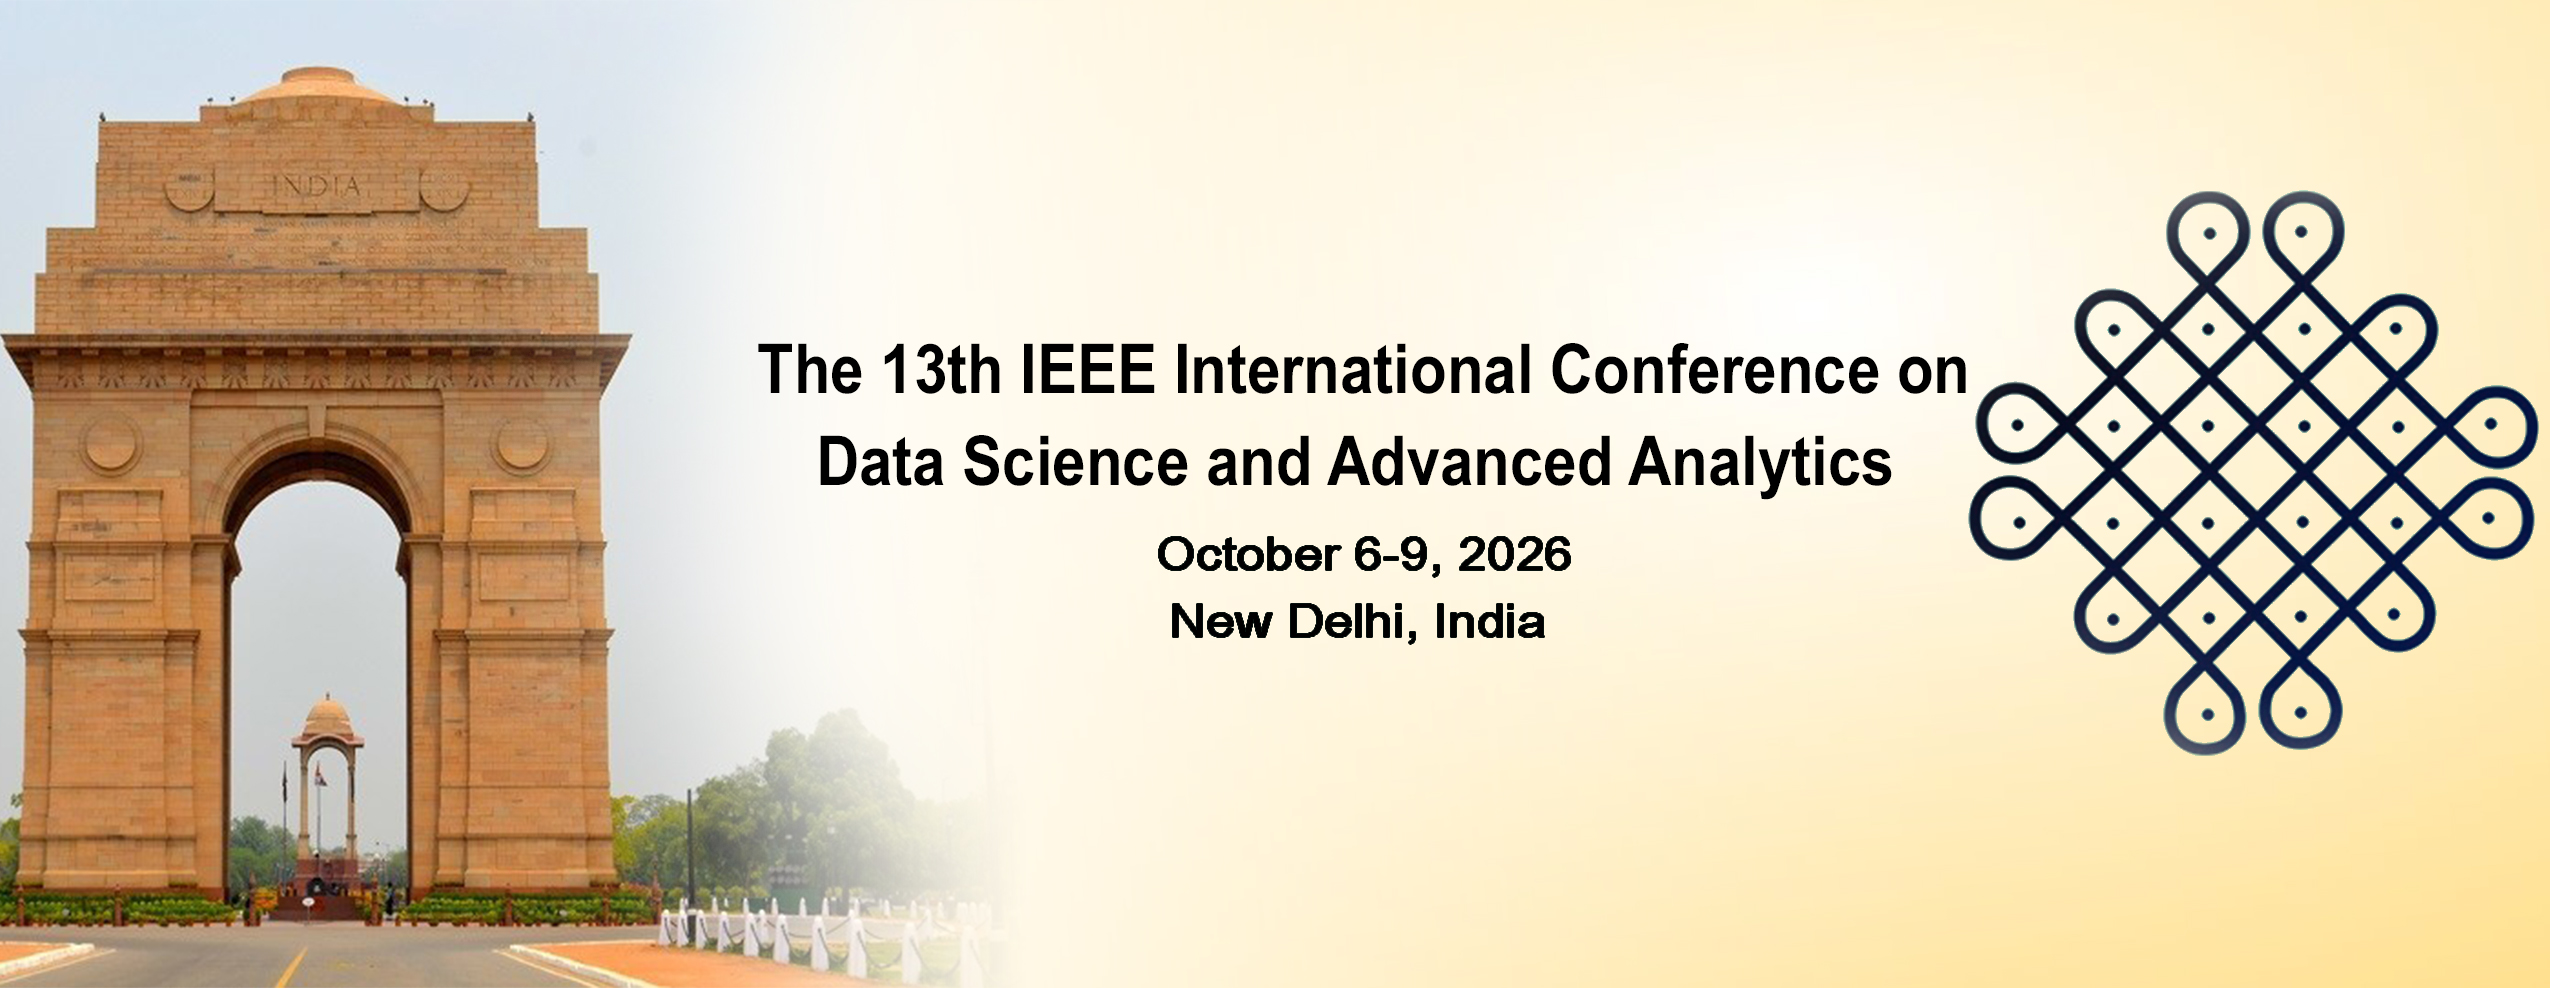 INDIA
The 13th IEEE International Conference on
Data Science and Advanced Analytics
October 6-9, 2026
New Delhi, India